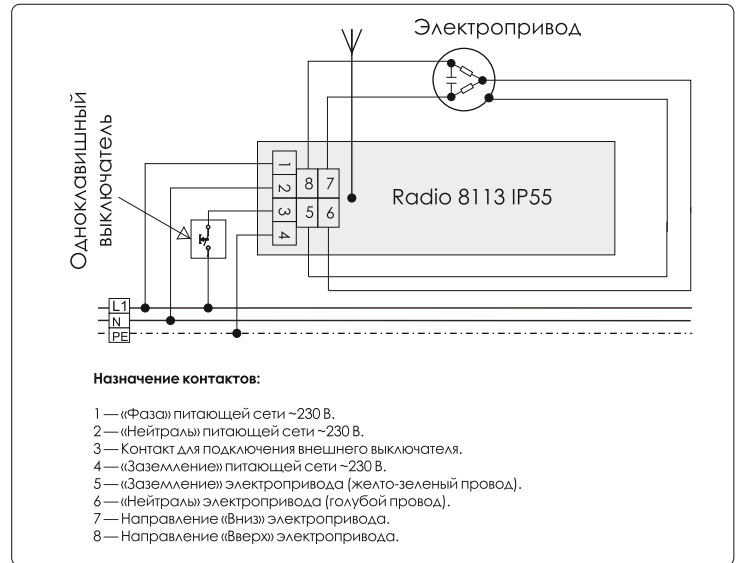 Электропривод
Одноклавишный
выключатель
1
2
3
4
8 7
5 6
Radio 8113 IP55
L1
N
PE
Назначение контактов:
1 — «Фаза» питающей сети ~230 В.
2 — «Нейтраль» питающей сети ~230 В.
3 — Контакт для подключения внешнего выключателя.
4 — «Заземление» питающей сети ~230 В.
5 — «Заземление» электропривода (желто-зеленый провод).
6 — «Нейтраль» электропривода (голубой провод).
7 — Направление «Вниз» электропривода.
8 — Направление «Вверх» электропривода.